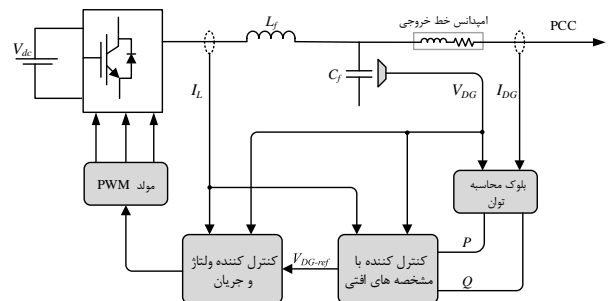 امپدانس خط خروجی
PCC
L_f
V_dc
C_f
I_L
V_DG
I_DG
مولد PWM
بلوک محاسبه
توان
P
Q
کنترل کننده ولتاژ
و جریان
V_DG-ref
کنترل کننده با
مشخصه های افتی